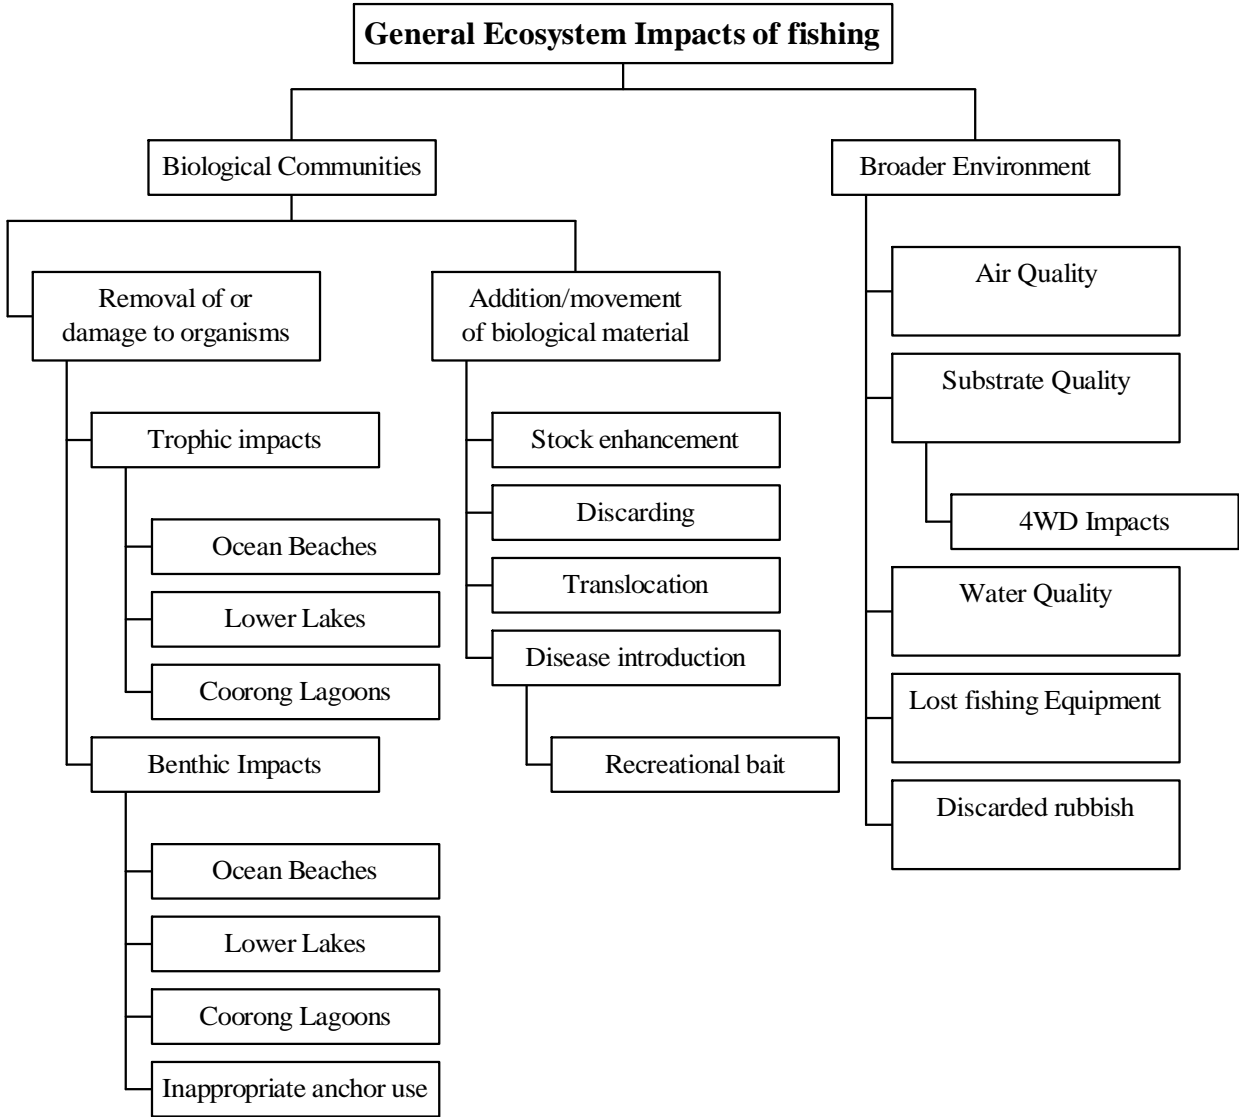 General Ecosystem Impacts of fishing
Biological Communities
Removal of or
damage to organisms
Trophic impacts
Ocean Beaches
Lower Lakes
Coorong Lagoons
Benthic Impacts
Ocean Beaches
Lower Lakes
Coorong Lagoons
Inappropriate anchor use
Addition/movement
of biological material
Stock enhancement
Discarding
Translocation
Disease introduction
Recreational bait
Broader Environment
Air Quality
Substrate Quality
4WD Impacts
Water Quality
Lost fishing Equipment
Discarded rubbish